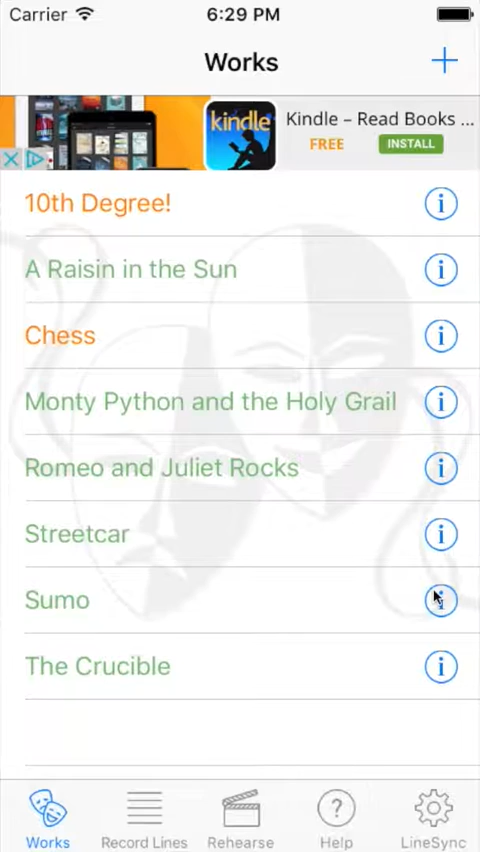 Carrier 6:29 PM
Works +
kindle
Kindle – Read Books ...
FREE INSTALL
10th Degree! i
A Raisin in the Sun i
Chess i
Monty Python and the Holy Grail i
Romeo and Juliet Rocks i
Streetcar i
Sumo i
The Crucible i
Works Record Lines Rehearse ? Help LineSync